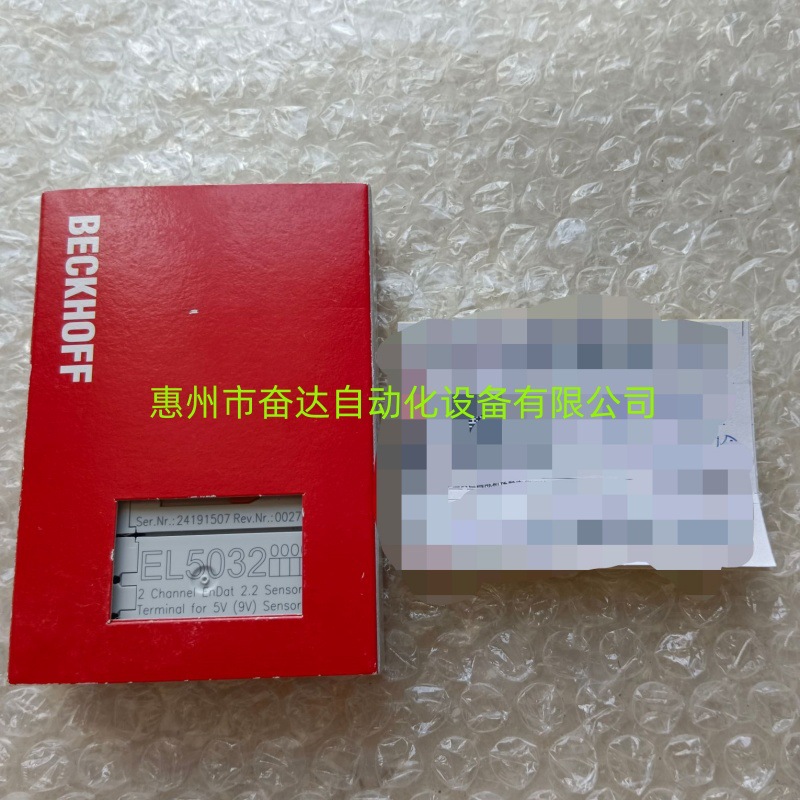 BECKHOFF
惠州市奋达自动化设备有限公司
Ser.Nr.: 24191507 Rev.Nr.:0027
EL5032
0000
2 Channel EnDat 2.2 Sensor
Terminal for 5V (9V) Sensor